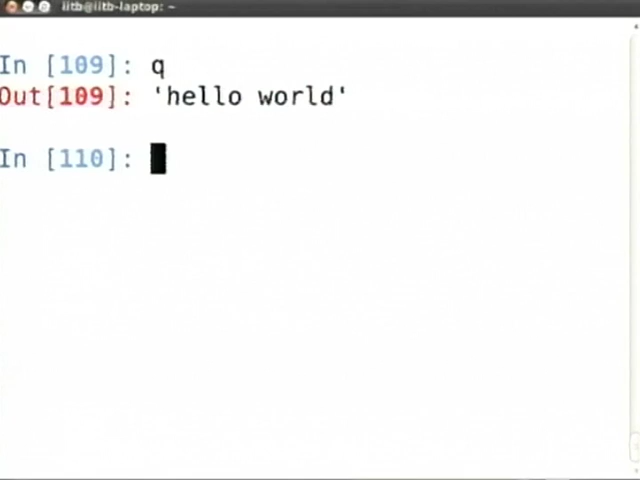 iitb@iitb-laptop: ~
In [109]: q
Out[109]: 'hello world'
In [110]: